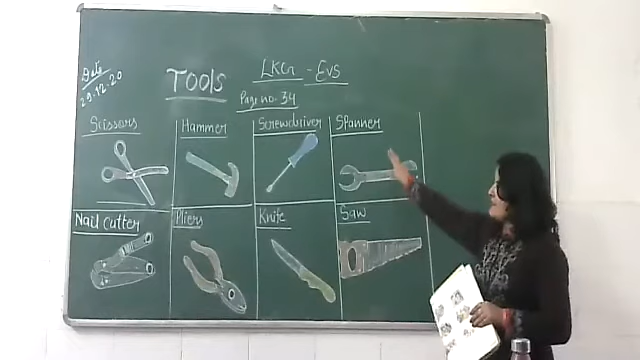 Date
29.12.20
Tools
LKG - EVS
Page no. 34
Scissors
Hammer
Screwdriver
Spanner
Nail cutter
Pliers
Knife
Saw